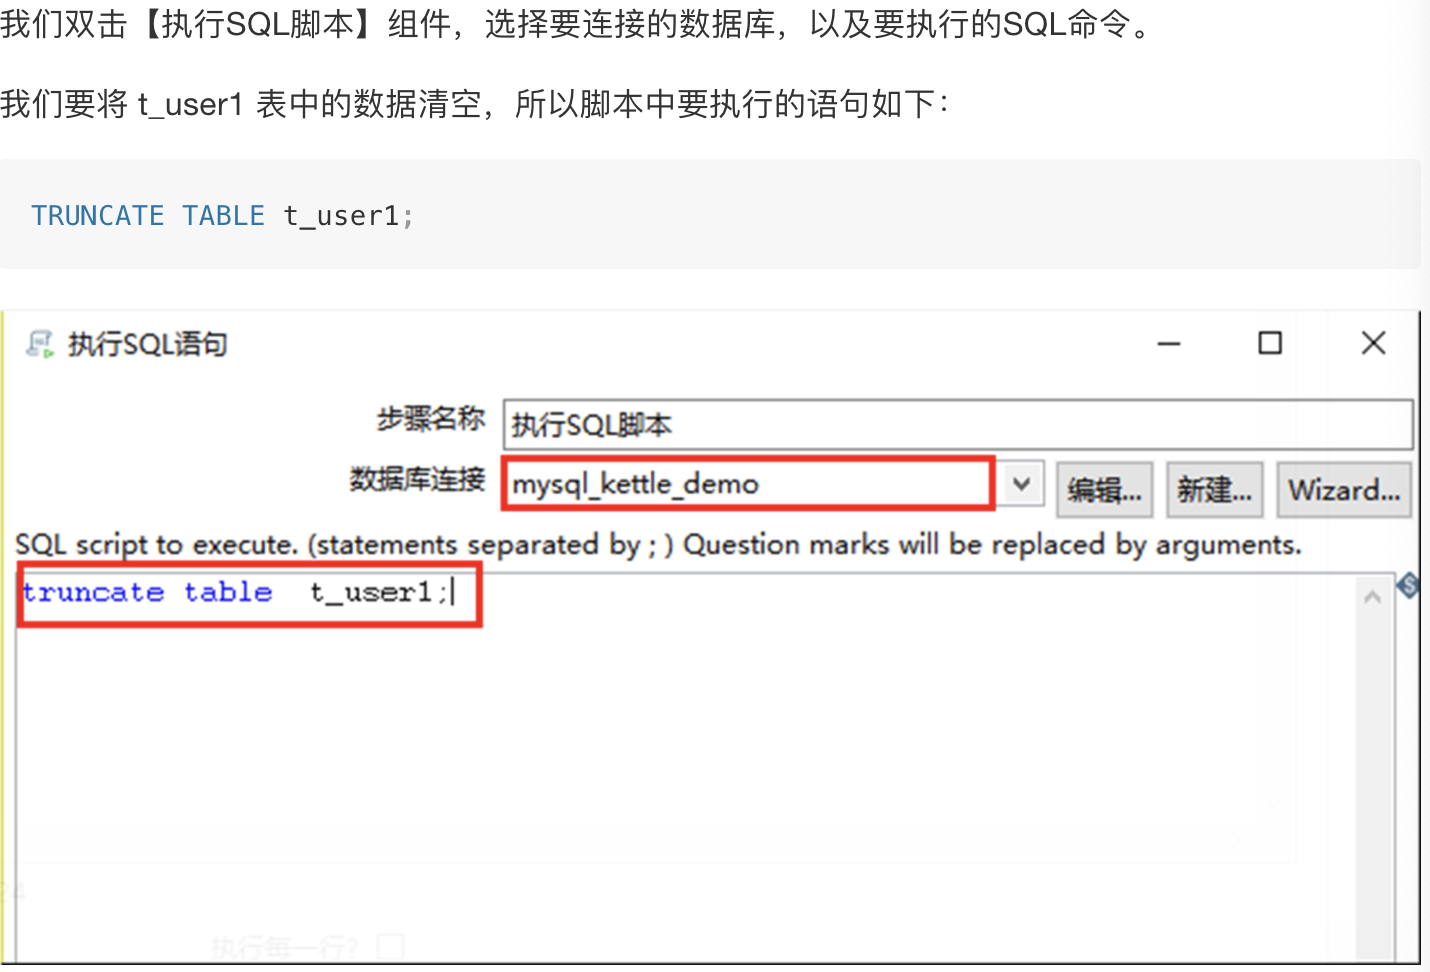 我们双击【执行SQL脚本】组件，选择要连接的数据库，以及要执行的SQL命令。
我们要将 t_user1 表中的数据清空，所以脚本中要执行的语句如下：
TRUNCATE TABLE t_user1;
执行SQL语句
步骤名称 执行SQL脚本
数据库连接 mysql_kettle_demo 编辑... 新建... Wizard...
SQL script to execute. (statements separated by ; ) Question marks will be replaced by arguments.
truncate table  t_user1;
24
执行每一行?